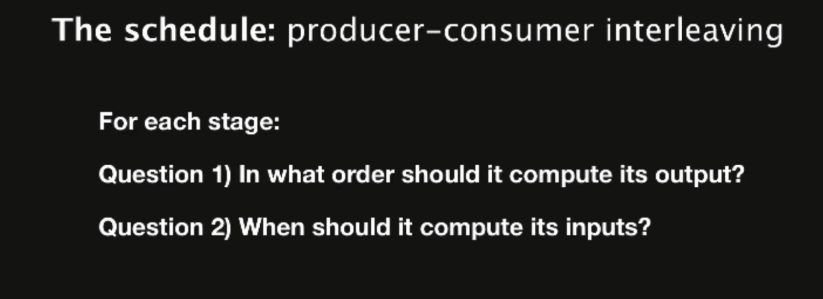 The schedule: producer-consumer interleaving
For each stage:
Question 1) In what order should it compute its output?
Question 2) When should it compute its inputs?